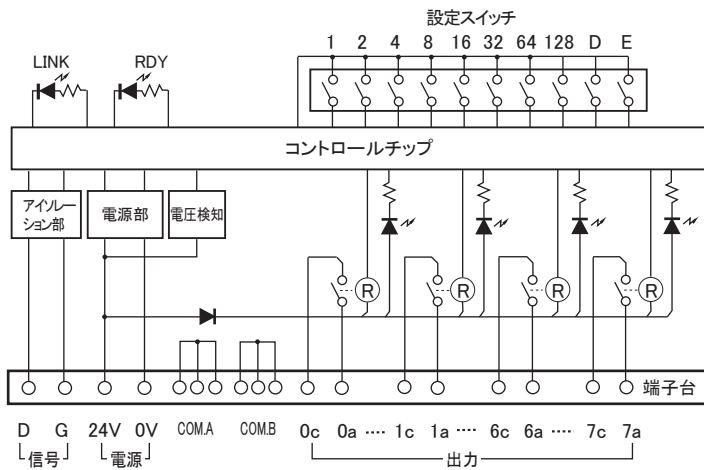 設定スイッチ
1 2 4 8 16 32 64 128 D E
LINK RDY
コントロールチップ
アイソレー
ション部
電源部
電圧検知
R R R R
端子台
D G 24V 0V COM.A COM.B 0c 0a ···· 1c 1a ···· 6c 6a ···· 7c 7a
信号 電源 出力